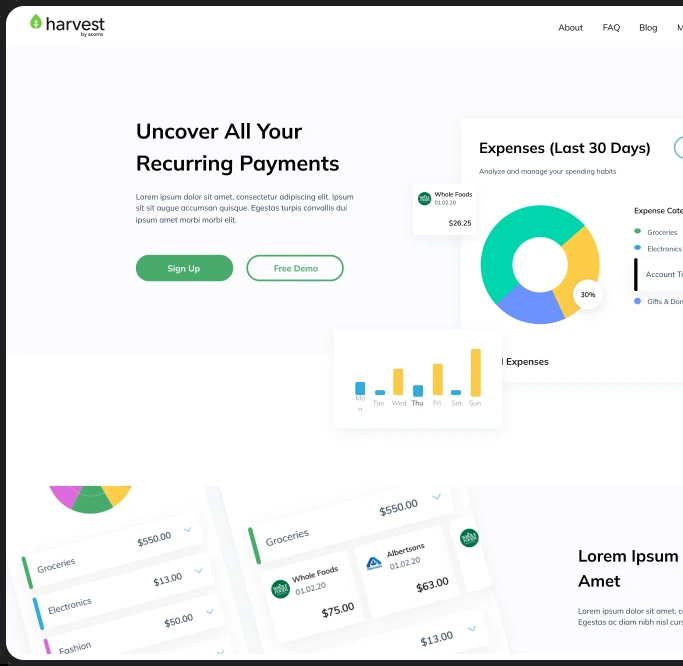 harvest
by acorns
About FAQ Blog M
Uncover All Your
Recurring Payments
Lorem ipsum dolor sit amet, consectetur adipiscing elit. Ipsum
sit sit augue accumsan quisque. Egestas turpis convallis dui
ipsum amet morbi morbi elit.
Sign Up
Free Demo
Expenses (Last 30 Days)
Analyze and manage your spending habits
Whole Foods
01.02.20
$26.25
30%
Expense Cate
Groceries
Electronics
Account Tr
Gifts & Don
l Expenses
Mo
n
Tue Wed Thu Fri Sat Sun
Groceries $550.00
Electronics $13.00
Fashion $50.00
Groceries $550.00
Whole Foods
01.02.20
$75.00
Albertsons
01.02.20
$63.00
$13.00
Lorem Ipsum
Amet
Lorem ipsum dolor sit amet, c
Egestas ac diam nibh nisl curs